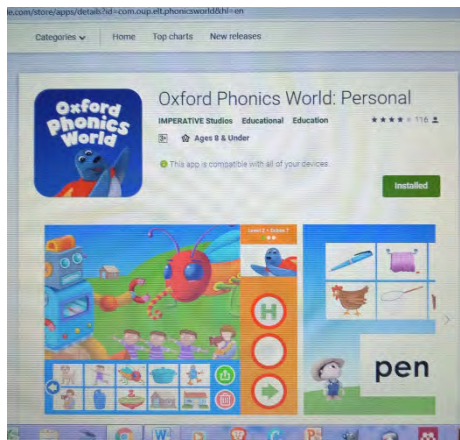 le.com/store/apps/details?id=com.oup.elt.phonicsworld&hl=en
Categories Home Top charts New releases
Oxford Phonics World
Oxford Phonics World: Personal
IMPERATIVE Studios Educational Education 116
Ages 8 & Under
This app is compatible with all of your devices.
Installed
H
pen